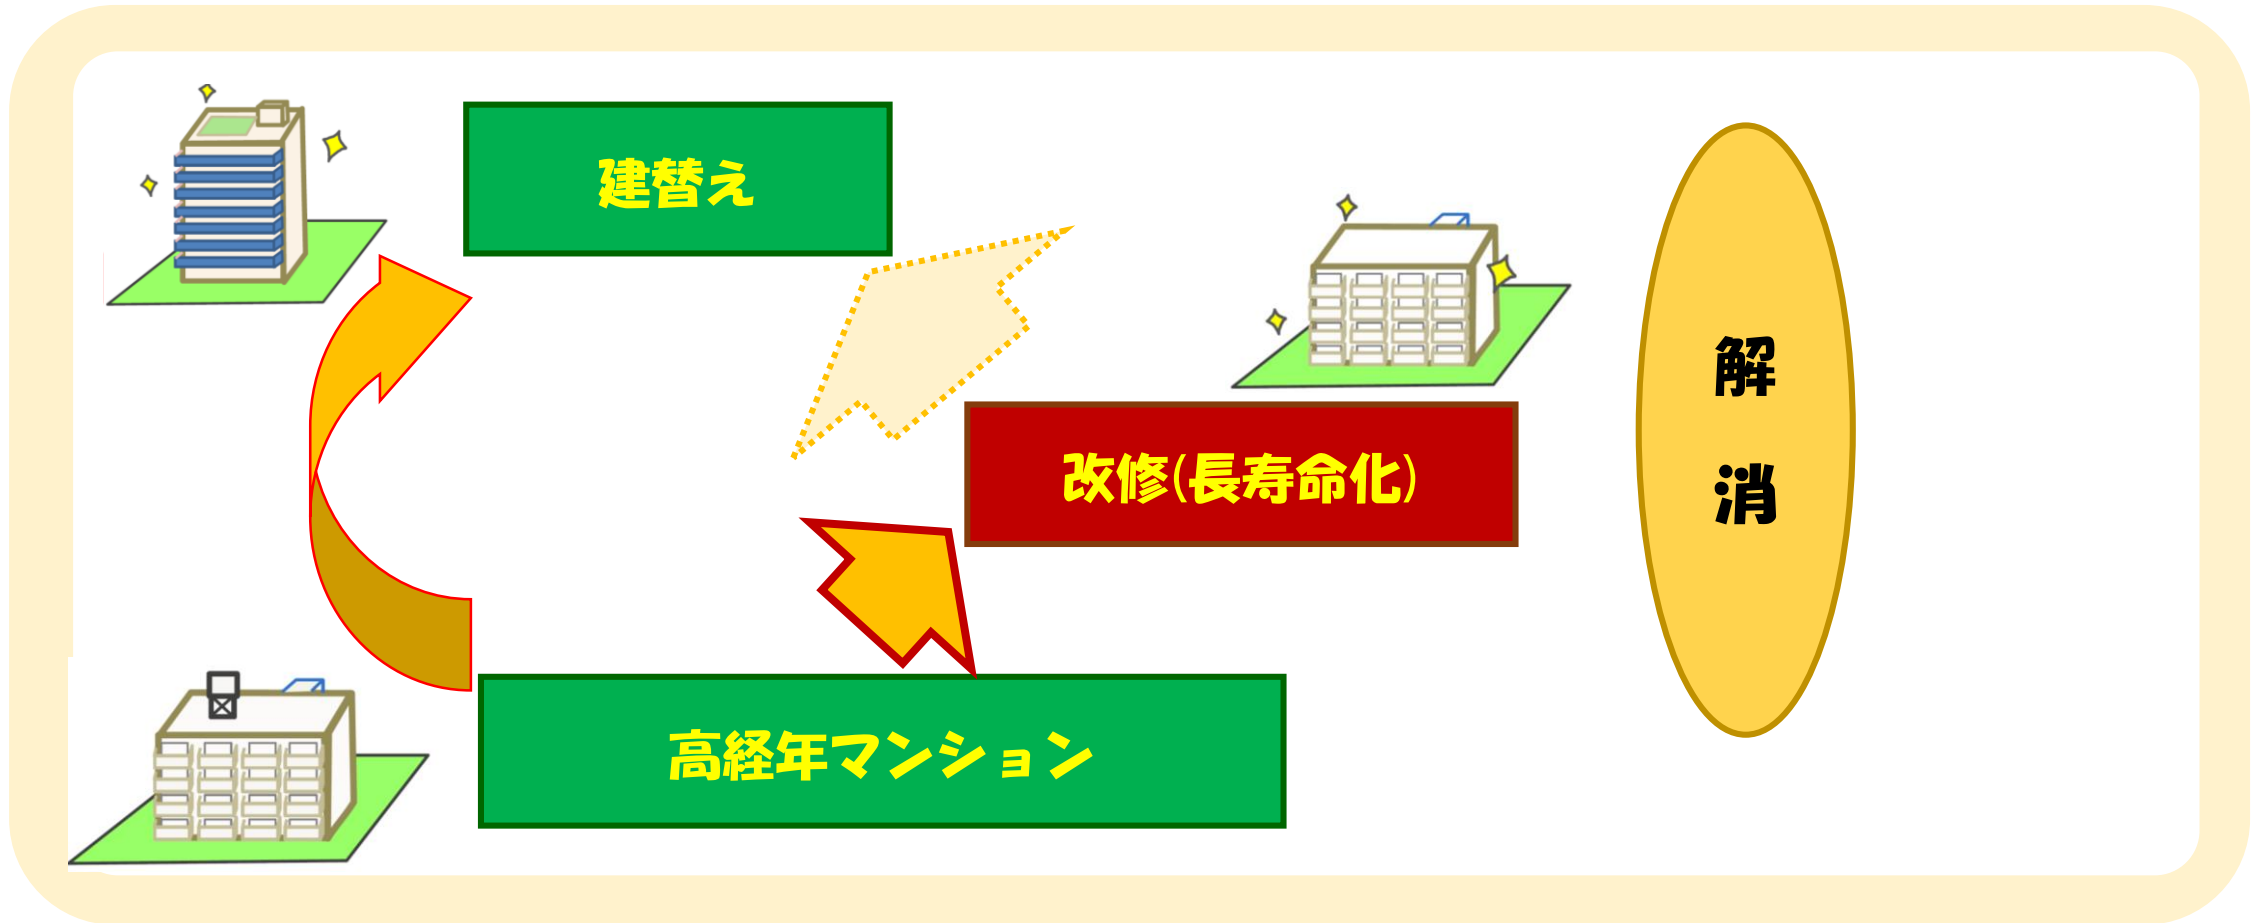 建替え
改修(長寿命化)
解
消
高経年マンション